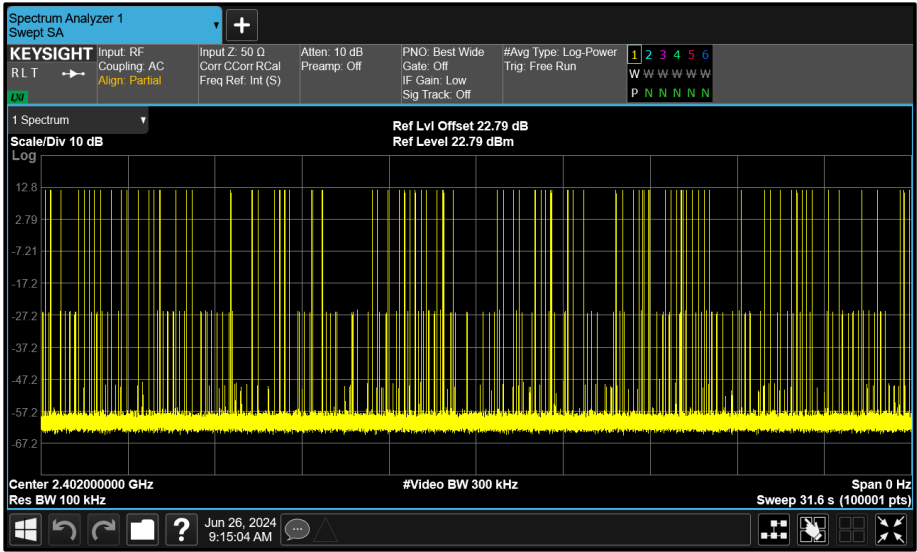 Spectrum Analyzer 1
Swept SA
+
KEYSIGHT Input: RF Input Z: 50 Ω Atten: 10 dB PNO: Best Wide #Avg Type: Log-Power 1 2 3 4 5 6
R L T Coupling: AC Corr CCorr RCal Preamp: Off Gate: Off Trig: Free Run W W W W W W
Align: Partial Freq Ref: Int (S) IF Gain: Low P N N N N N
LXI Sig Track: Off
1 Spectrum
Ref Lvl Offset 22.79 dB
Scale/Div 10 dB Ref Level 22.79 dBm
Log
12.8
2.79
-7.21
-17.2
-27.2
-37.2
-47.2
-57.2
-67.2
Center 2.402000000 GHz #Video BW 300 kHz Span 0 Hz
Res BW 100 kHz Sweep 31.6 s (100001 pts)
? Jun 26, 2024
9:15:04 AM